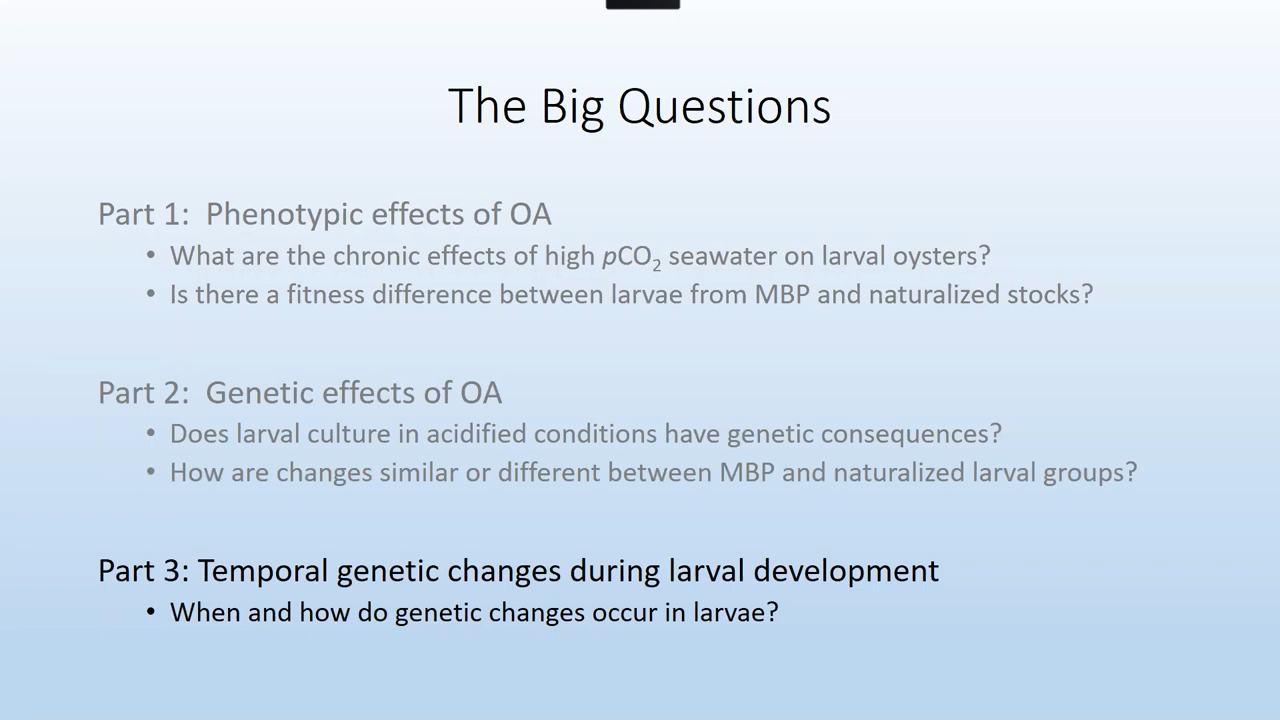 The Big Questions
Part 1:  Phenotypic effects of OA
• What are the chronic effects of high pCO₂ seawater on larval oysters?
• Is there a fitness difference between larvae from MBP and naturalized stocks?
Part 2:  Genetic effects of OA
• Does larval culture in acidified conditions have genetic consequences?
• How are changes similar or different between MBP and naturalized larval groups?
Part 3: Temporal genetic changes during larval development
• When and how do genetic changes occur in larvae?